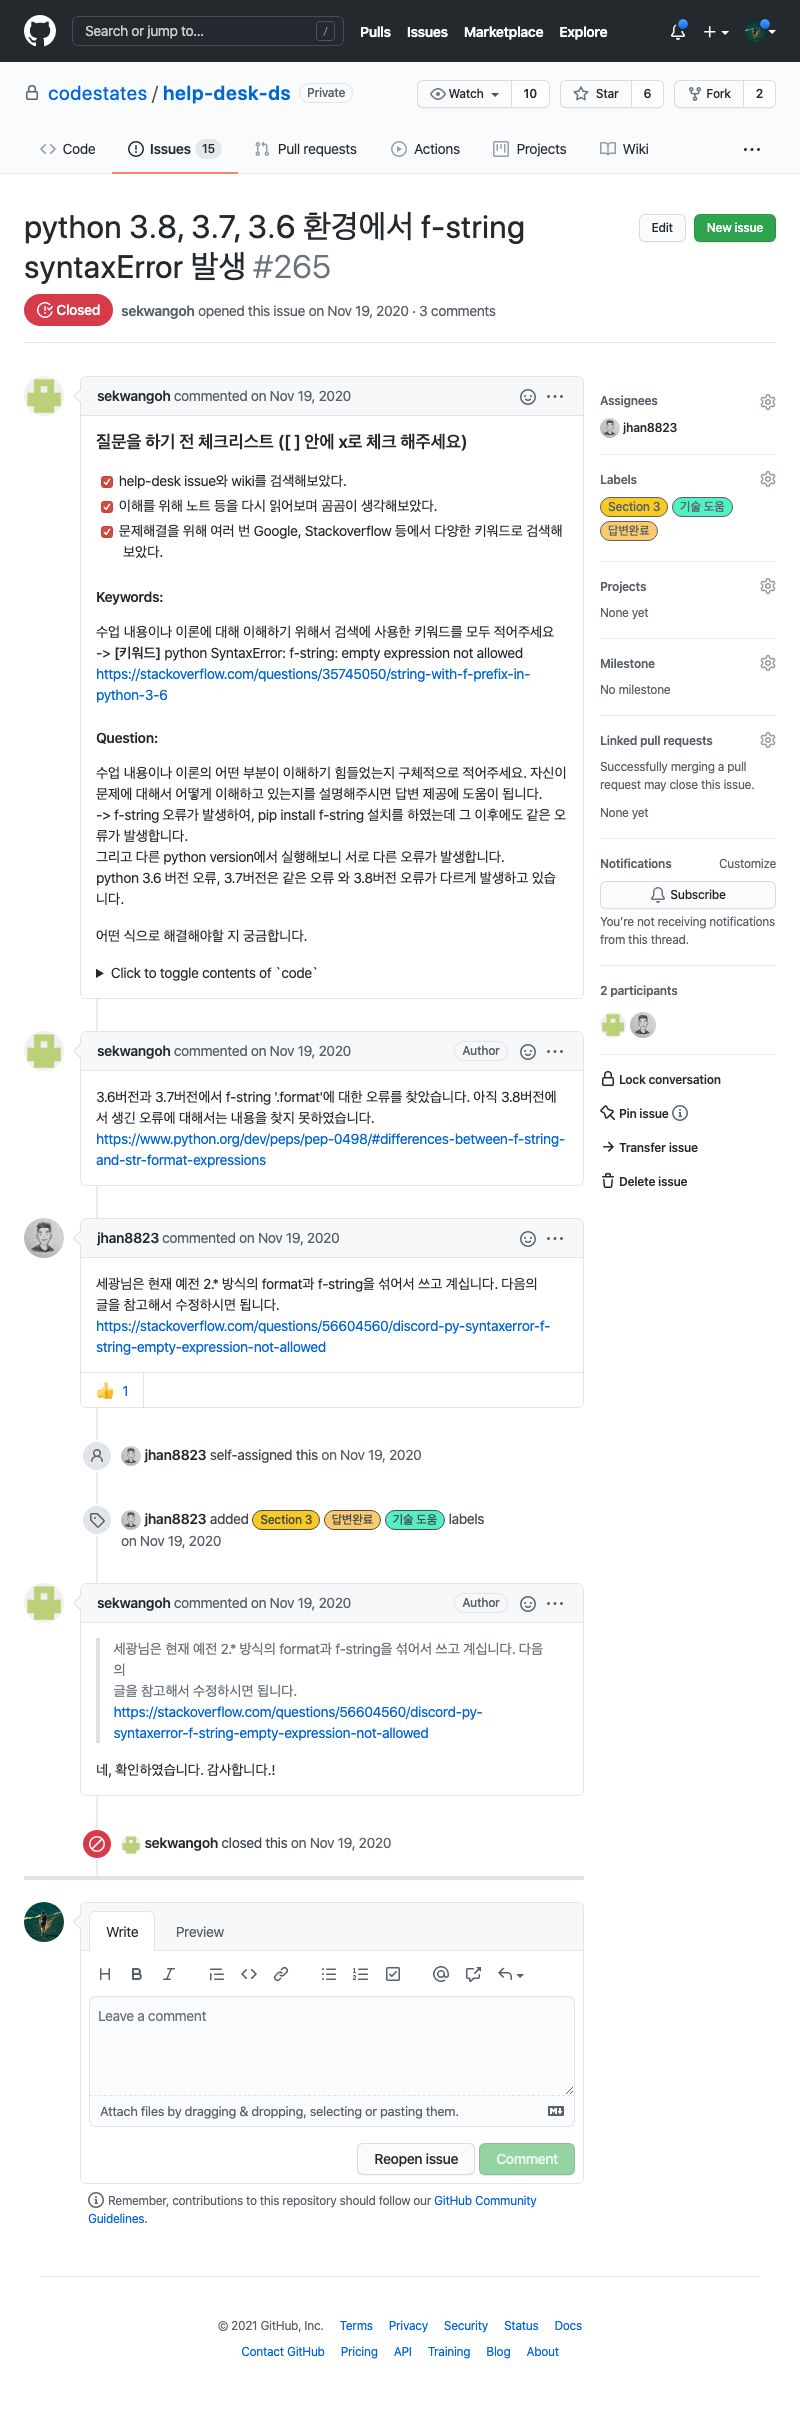 Search or jump to... /
Pulls Issues Marketplace Explore
codestates / help-desk-ds Private
Watch 10 Star 6 Fork 2
Code Issues 15 Pull requests Actions Projects Wiki
python 3.8, 3.7, 3.6 환경에서 f-string
syntaxError 발생 #265
Edit New issue
Closed sekwangoh opened this issue on Nov 19, 2020 · 3 comments
sekwangoh commented on Nov 19, 2020
질문을 하기 전 체크리스트 ([ ] 안에 x로 체크 해주세요)
help-desk issue와 wiki를 검색해보았다.
이해를 위해 노트 등을 다시 읽어보며 곰곰이 생각해보았다.
문제해결을 위해 여러 번 Google, Stackoverflow 등에서 다양한 키워드로 검색해
보았다.
Keywords:
수업 내용이나 이론에 대해 이해하기 위해서 검색에 사용한 키워드를 모두 적어주세요
-> [키워드] python SyntaxError: f-string: empty expression not allowed
https://stackoverflow.com/questions/35745050/string-with-f-prefix-in-
python-3-6
Question:
수업 내용이나 이론의 어떤 부분이 이해하기 힘들었는지 구체적으로 적어주세요. 자신이
문제에 대해서 어떻게 이해하고 있는지를 설명해주시면 답변 제공에 도움이 됩니다.
-> f-string 오류가 발생하여, pip install f-string 설치를 하였는데 그 이후에도 같은 오
류가 발생합니다.
그리고 다른 python version에서 실행해보니 서로 다른 오류가 발생합니다.
python 3.6 버전 오류, 3.7버전은 같은 오류 와 3.8버전 오류가 다르게 발생하고 있습
니다.
어떤 식으로 해결해야할 지 궁금합니다.
Click to toggle contents of `code`
Assignees
jhan8823
Labels
Section 3 기술 도움
답변완료
Projects
None yet
Milestone
No milestone
Linked pull requests
Successfully merging a pull
request may close this issue.
None yet
Notifications Customize
Subscribe
You're not receiving notifications
from this thread.
2 participants
Lock conversation
Pin issue
Transfer issue
Delete issue
sekwangoh commented on Nov 19, 2020 Author
3.6버전과 3.7버전에서 f-string '.format'에 대한 오류를 찾았습니다. 아직 3.8버전에
서 생긴 오류에 대해서는 내용을 찾지 못하였습니다.
https://www.python.org/dev/peps/pep-0498/#differences-between-f-string-
and-str-format-expressions
jhan8823 commented on Nov 19, 2020
세광님은 현재 예전 2.* 방식의 format과 f-string을 섞어서 쓰고 계십니다. 다음의
글을 참고해서 수정하시면 됩니다.
https://stackoverflow.com/questions/56604560/discord-py-syntaxerror-f-
string-empty-expression-not-allowed
👍 1
jhan8823 self-assigned this on Nov 19, 2020
jhan8823 added Section 3 답변완료 기술 도움 labels
on Nov 19, 2020
sekwangoh commented on Nov 19, 2020 Author
세광님은 현재 예전 2.* 방식의 format과 f-string을 섞어서 쓰고 계십니다. 다음
의
글을 참고해서 수정하시면 됩니다.
https://stackoverflow.com/questions/56604560/discord-py-
syntaxerror-f-string-empty-expression-not-allowed
네, 확인하였습니다. 감사합니다.!
sekwangoh closed this on Nov 19, 2020
Write Preview
H B I
Leave a comment
Attach files by dragging & dropping, selecting or pasting them.
Reopen issue Comment
Remember, contributions to this repository should follow our GitHub Community
Guidelines.
© 2021 GitHub, Inc. Terms Privacy Security Status Docs
Contact GitHub Pricing API Training Blog About